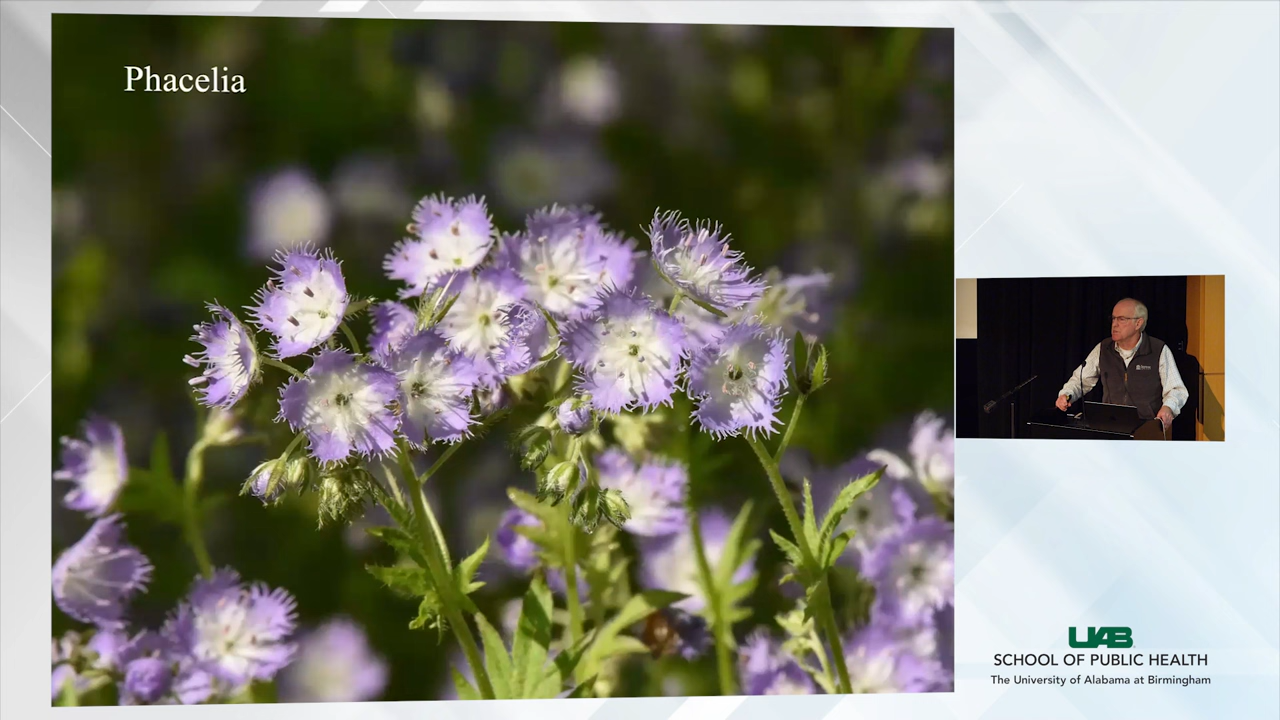 Phacelia
UAB
SCHOOL OF PUBLIC HEALTH
The University of Alabama at Birmingham